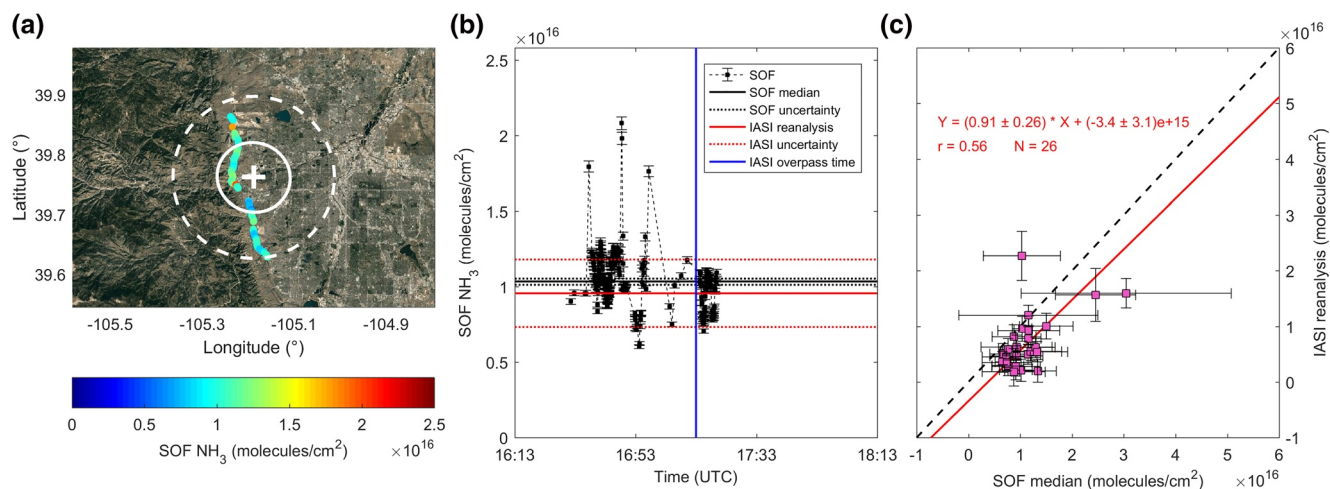 (a)
39.9
39.8
39.7
39.6
Latitude (°)
-105.5
-105.3
-105.1
-104.9
Longitude (°)
0
0.5
1
1.5
2
2.5
SOF NH3 (molecules/cm2)
×10^16
(b)
×10^16
2.5
2
1.5
1
0.5
0
SOF NH3 (molecules/cm2)
SOF
SOF median
SOF uncertainty
IASI reanalysis
IASI uncertainty
IASI overpass time
16:13
16:53
17:33
18:13
Time (UTC)
(c)
×10^16
6
5
4
3
2
1
0
-1
IASI reanalysis (molecules/cm²)
Y = (0.91 ± 0.26) * X + (-3.4 ± 3.1)e+15
r = 0.56 N = 26
-1
0
1
2
3
4
5
6
SOF median (molecules/cm²)
×10^16